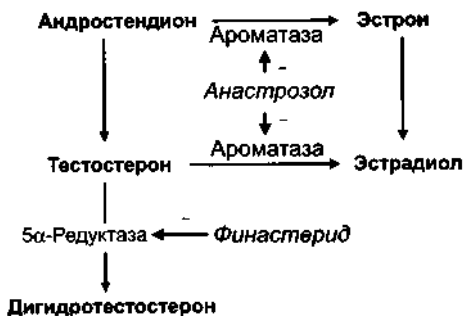 Андростендион Ароматаза Эстрон
–
Анастрозол
–
Тестостерон Ароматаза Эстрадиол
–
5α-Редуктаза Финастерид
Дигидротестостерон